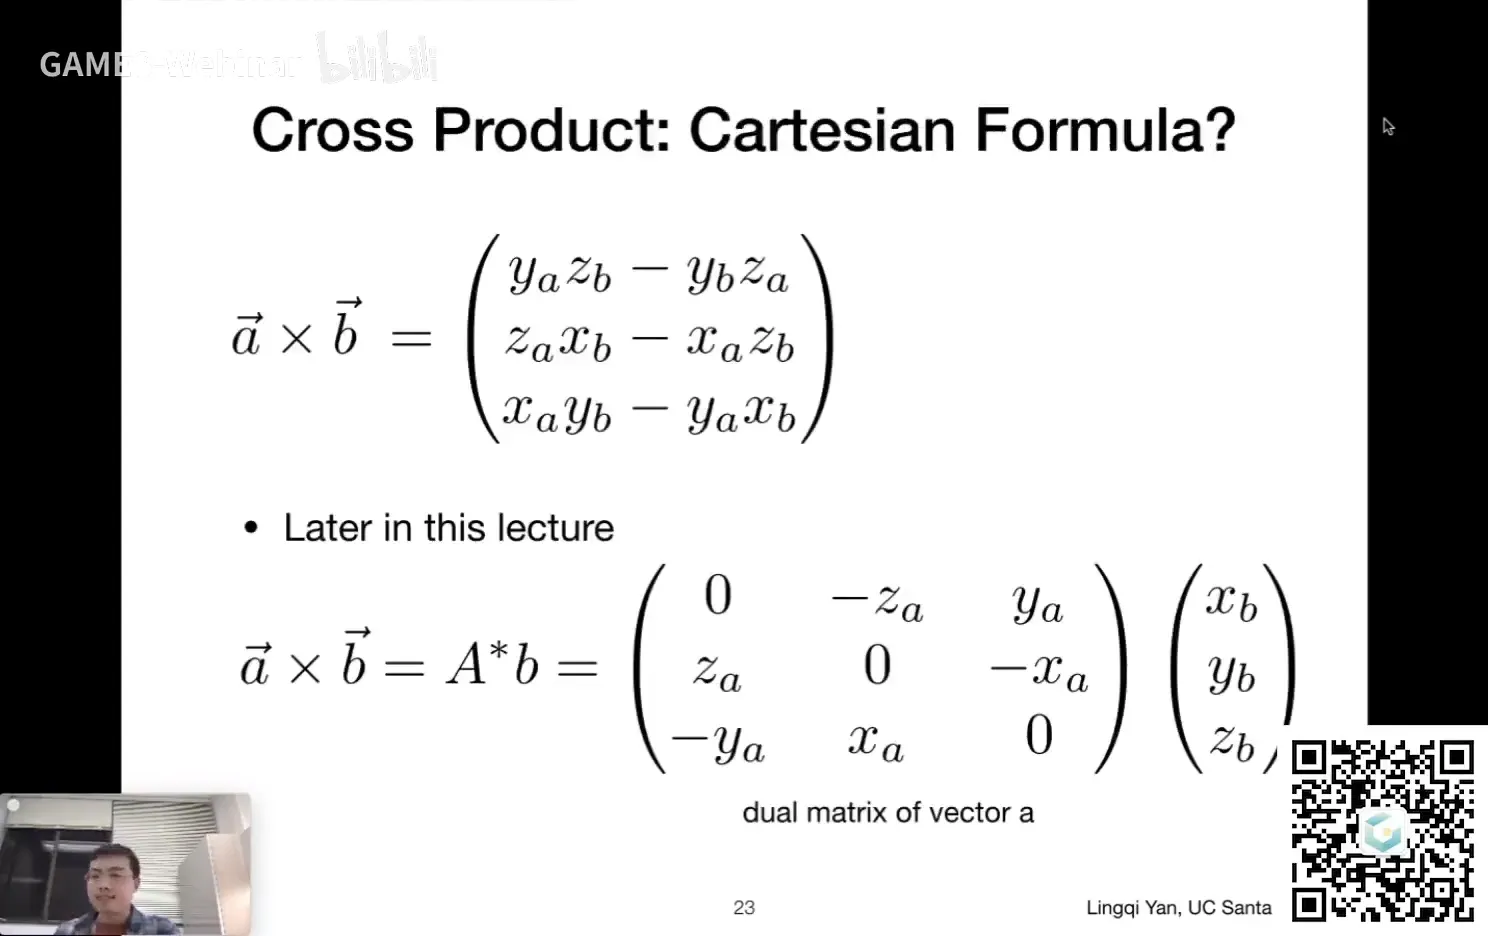 GAMES-Webinar bilibili
Cross Product: Cartesian Formula?
$\vec{a} \times \vec{b} = \begin{pmatrix} y_a z_b - y_b z_a \\ z_a x_b - x_a z_b \\ x_a y_b - y_a x_b \end{pmatrix}$
• Later in this lecture
$\vec{a} \times \vec{b} = A^* b = \begin{pmatrix} 0 & -z_a & y_a \\ z_a & 0 & -x_a \\ -y_a & x_a & 0 \end{pmatrix} \begin{pmatrix} x_b \\ y_b \\ z_b \end{pmatrix}$
dual matrix of vector a
23
Lingqi Yan, UC Santa